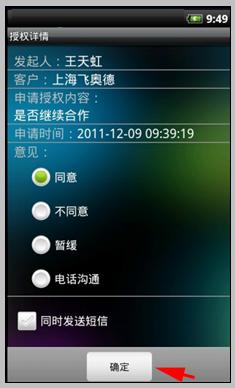 9:49
授权详情
发起人：王天虹
客户：上海飞奥德
申请授权内容：
是否继续合作
申请时间：2011-12-09 09:39:19
意见：
同意
不同意
暂缓
电话沟通
同时发送短信
确定